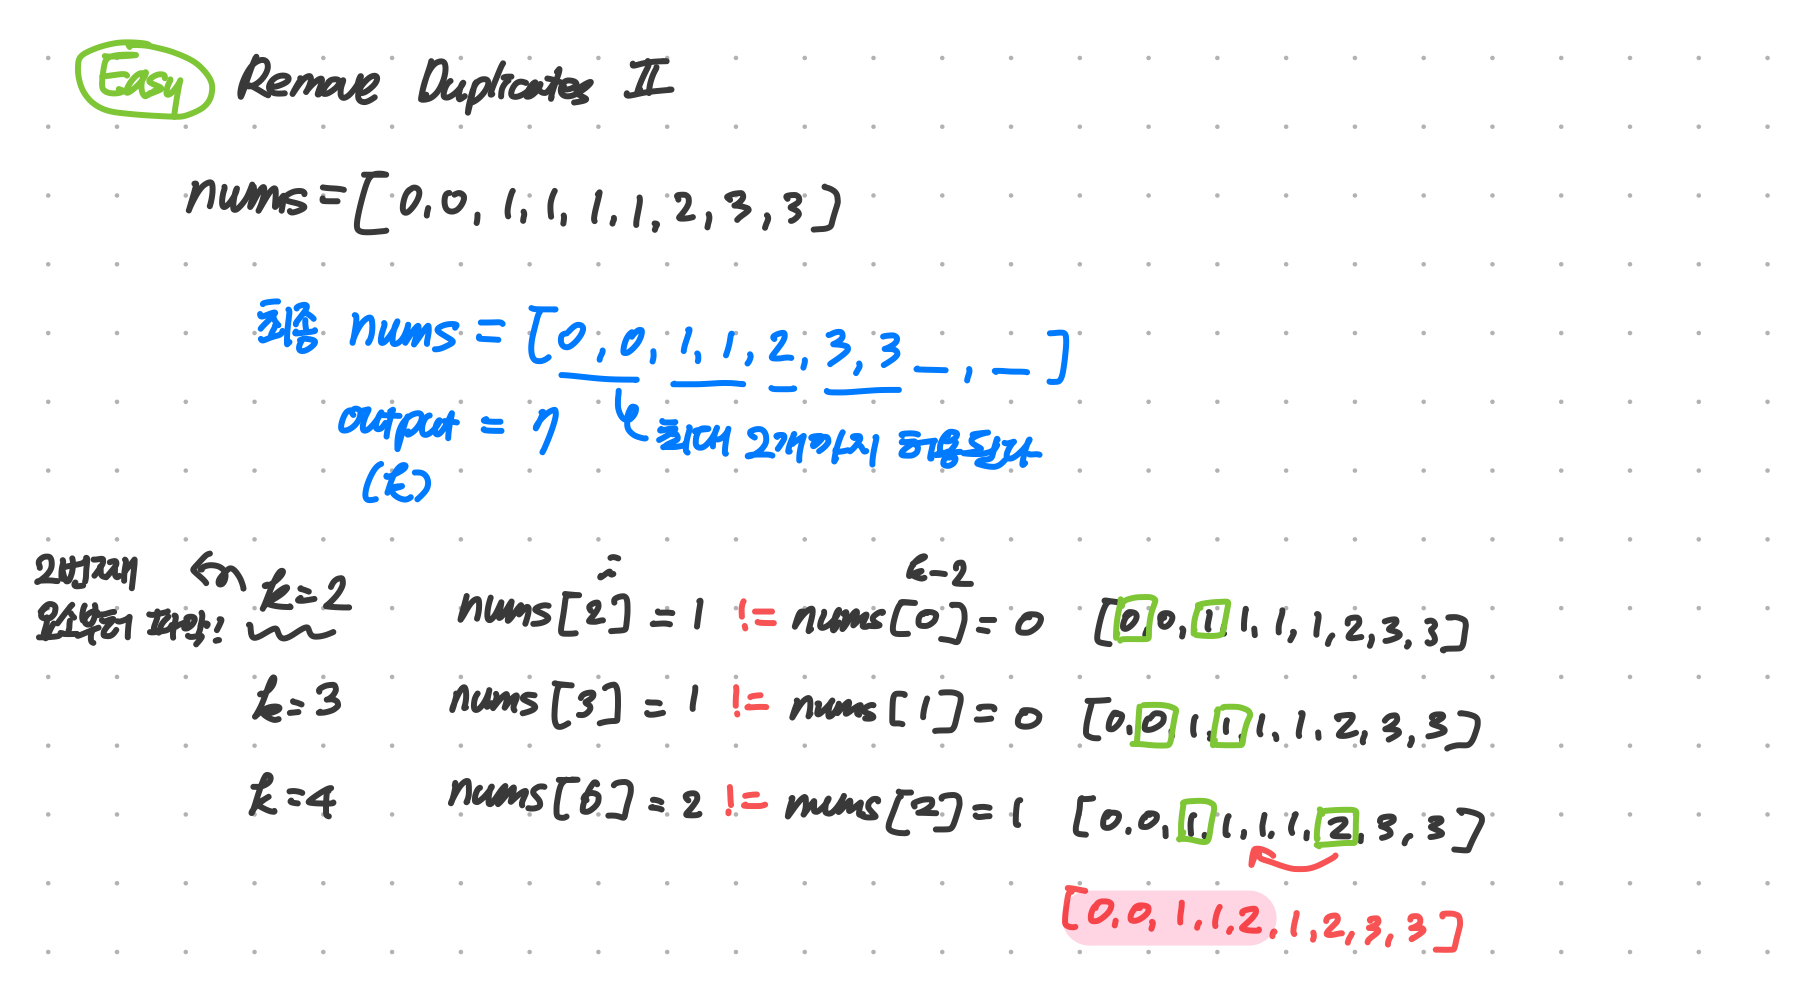 Easy Remove Duplicates II
nums = [0,0,1,1,1,1,2,3,3]
최종 nums = [0,0,1,1,2,3,3 _, _]
output = 7
(k)
최대 2개까지 허용된다
2번째
요소부터 파악!
k=2
i
k-2
nums[2] = 1 != nums[0] = 0 [0,0,1,1,1,1,2,3,3]
k=3 nums[3] = 1 != nums[1] = 0 [0,0,1,1,1,1,2,3,3]
k=4 nums[6] = 2 != nums[2] = 1 [0,0,1,1,1,1,2,3,3]
[0,0,1,1,2,1,2,3,3]